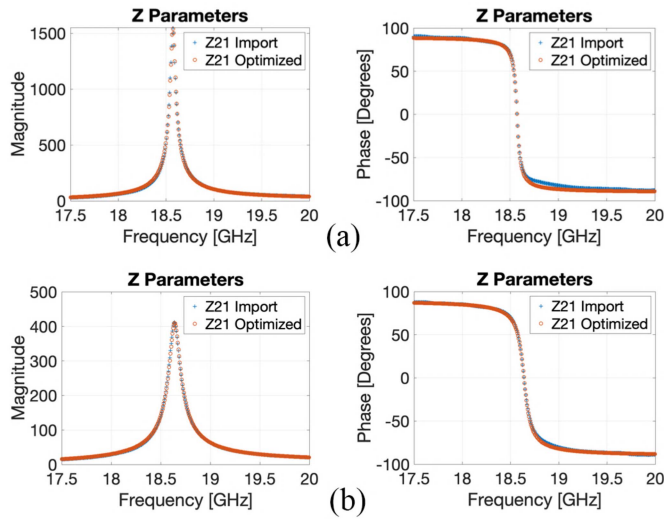 Z Parameters
Magnitude
1500
1000
500
0
+ Z21 Import
○ Z21 Optimized
17.5 18 18.5 19 19.5 20
Frequency [GHz]
Z Parameters
Phase [Degrees]
100
50
0
-50
-100
+ Z21 Import
○ Z21 Optimized
17.5 18 18.5 19 19.5 20
Frequency [GHz]
(a)
Z Parameters
Magnitude
500
400
300
200
100
0
+ Z21 Import
○ Z21 Optimized
17.5 18 18.5 19 19.5 20
Frequency [GHz]
Z Parameters
Phase [Degrees]
100
50
0
-50
-100
+ Z21 Import
○ Z21 Optimized
17.5 18 18.5 19 19.5 20
Frequency [GHz]
(b)